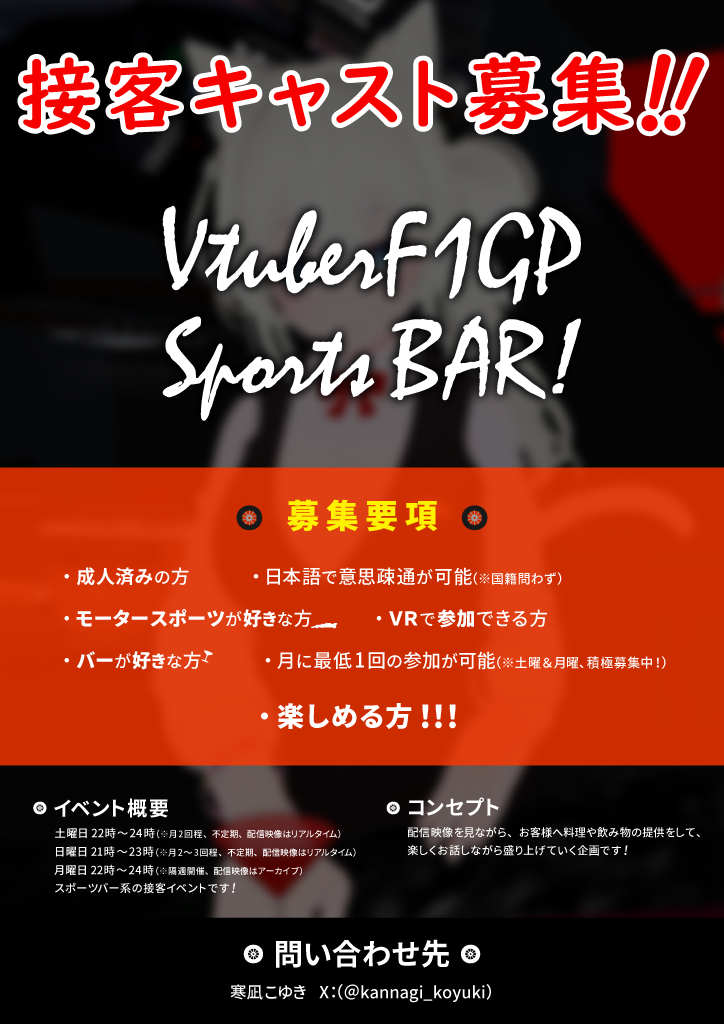 接客キャスト募集!!
VtuberF1GP
Sports BAR!
募集要項
・成人済みの方
・日本語で意思疎通が可能(※国籍問わず)
・モータースポーツが好きな方
・VRで参加できる方
・バーが好きな方
・月に最低1回の参加が可能(※土曜&月曜、積極募集中!)
・楽しめる方!!!
イベント概要
土曜日 22時～24時(※月2回程、不定期、配信映像はリアルタイム)
日曜日 21時～23時(※月2～3回程、不定期、配信映像はリアルタイム)
月曜日 22時～24時(※隔週開催、配信映像はアーカイブ)
スポーツバー系の接客イベントです!
コンセプト
配信映像を見ながら、お客様へ料理や飲み物の提供をして、
楽しくお話しながら盛り上げていく企画です!
問い合わせ先
寒凪こゆき X:(@kannagi_koyuki)